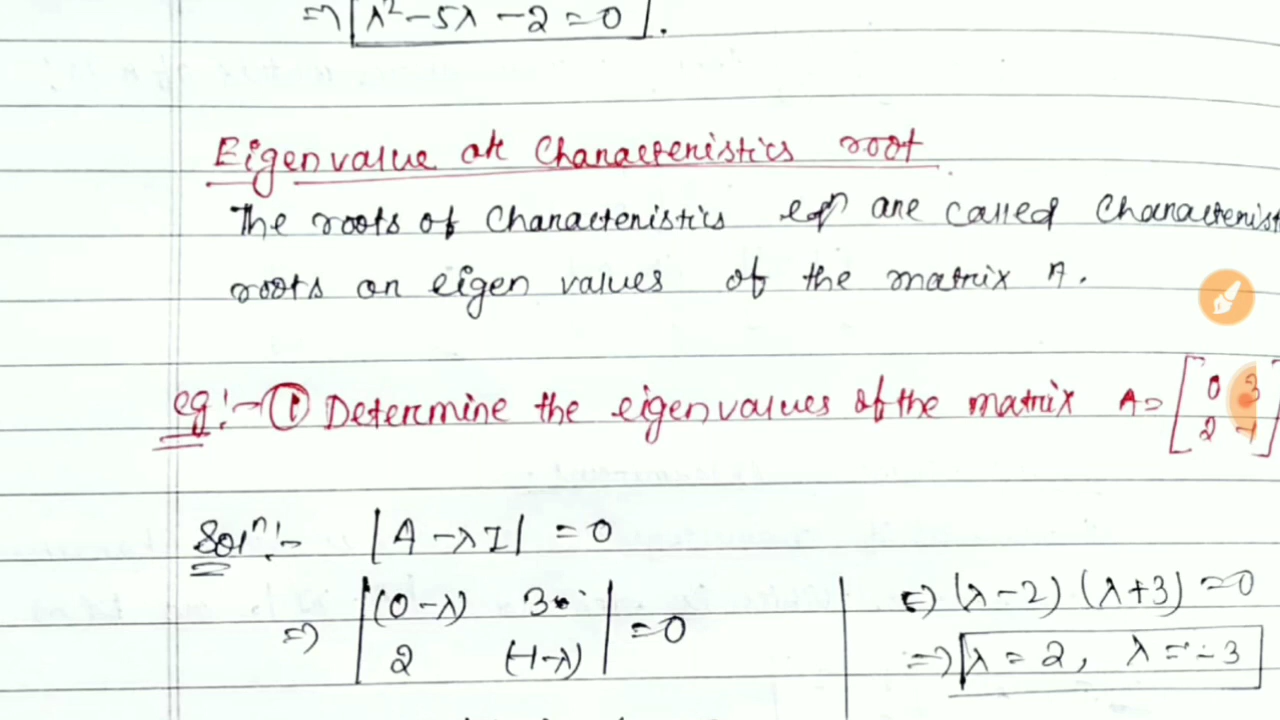 ⇒ λ² - 5λ - 2 = 0.
Eigenvalue or Characteristics root
The roots of Characteristics eqⁿ are called Characterist
roots or eigen values of the matrix A.
eg:- ① Determine the eigenvalues of the matrix A = [0 3
2 -1]
Solⁿ:- |A - λI| = 0
⇒ |(0-λ) 3
2 (-1-λ)| = 0
⇒ (λ-2) (λ+3) = 0
⇒ λ = 2, λ = -3